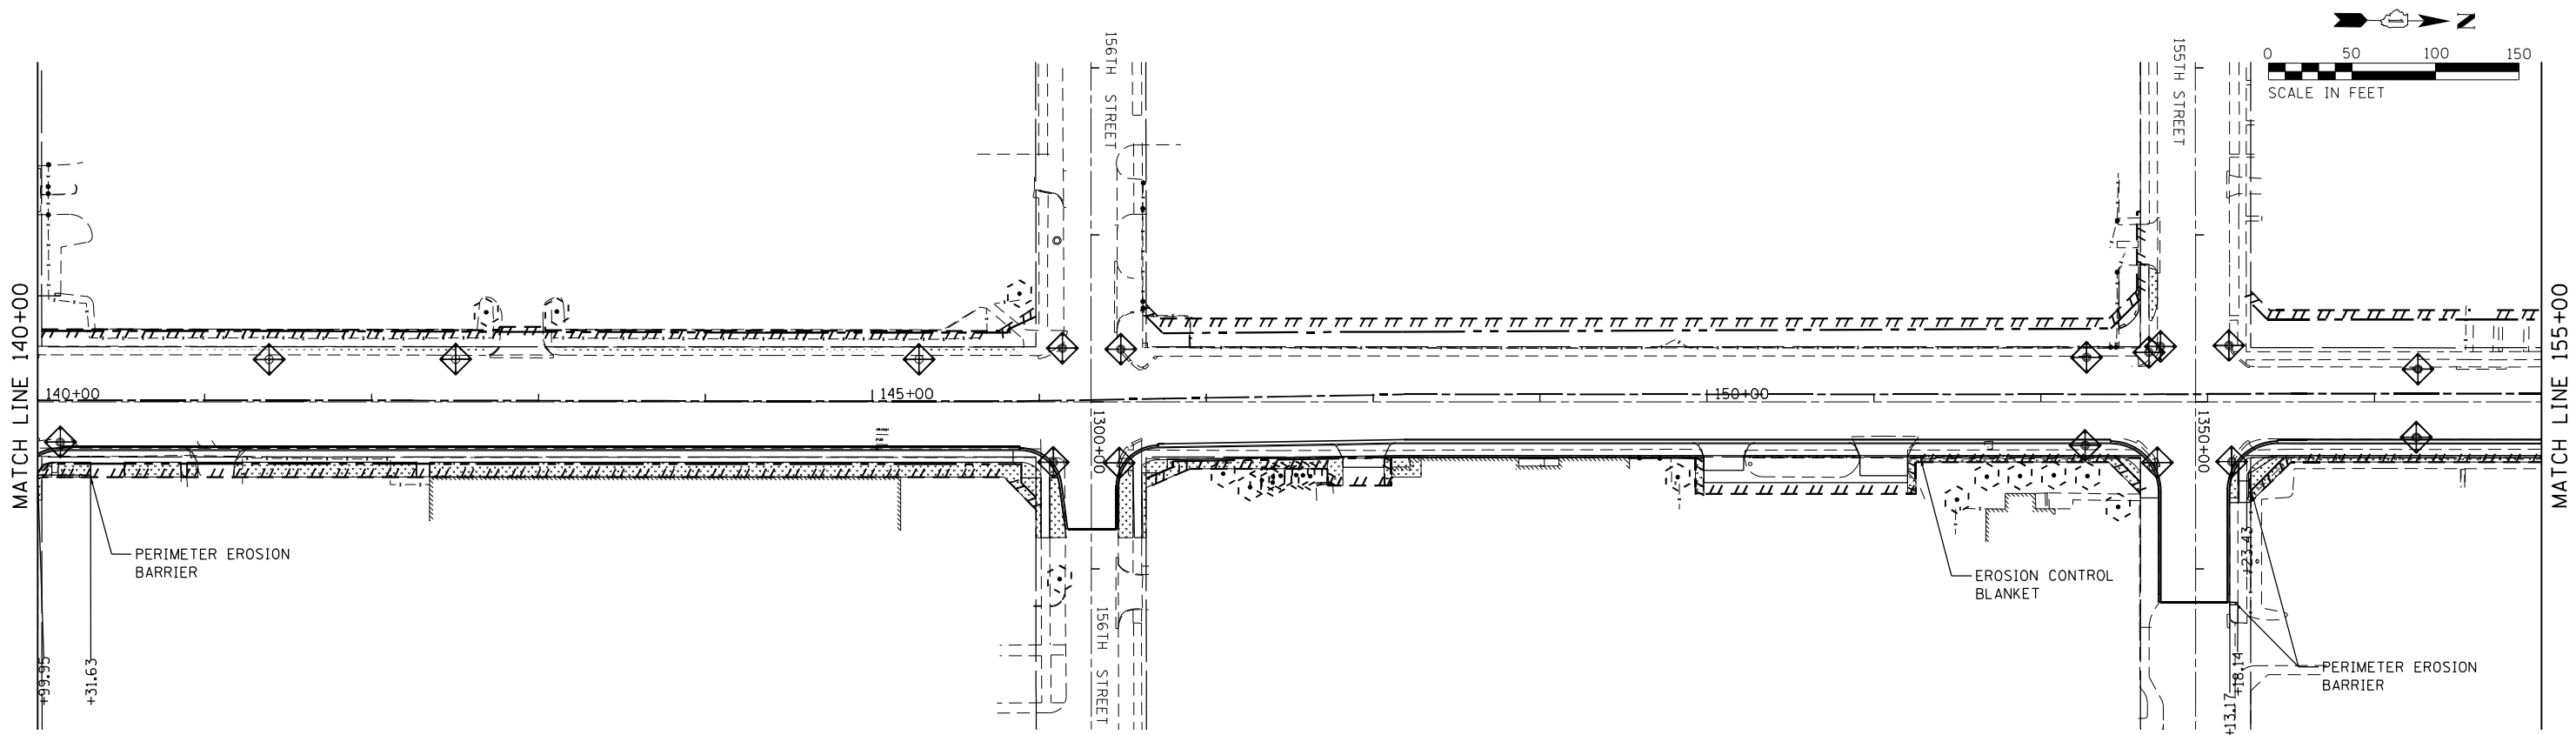 N
0 50 100 150
SCALE IN FEET
156TH STREET
155TH STREET
MATCH LINE 140+00
MATCH LINE 155+00
140+00
145+00
150+00
1300+00
1350+00
PERIMETER EROSION
BARRIER
EROSION CONTROL
BLANKET
+23.43
156TH STREET
+99.95
+31.63
PERIMETER EROSION
BARRIER
+18.14
+13.17